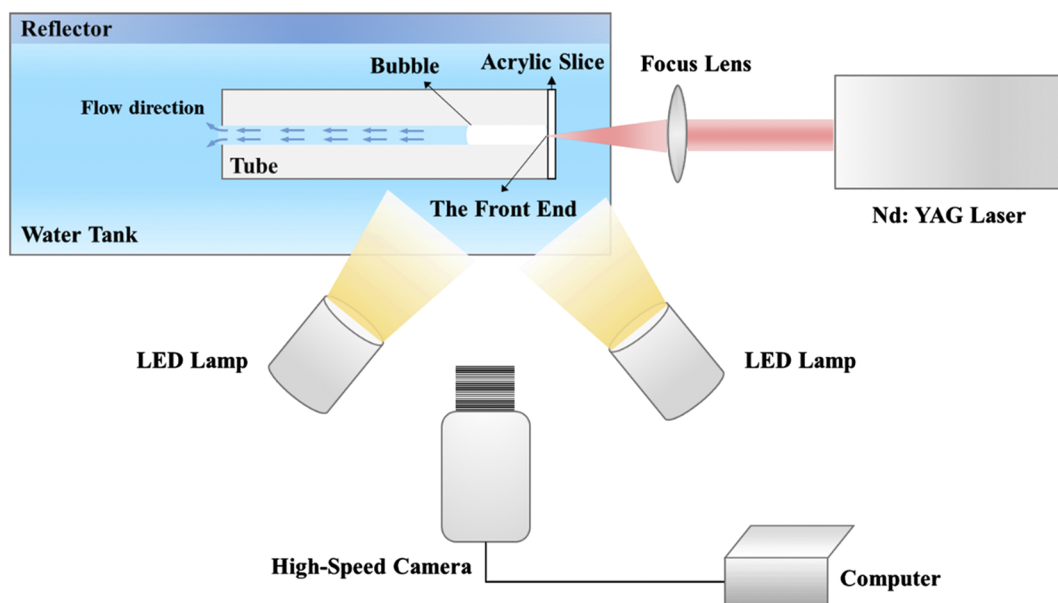 Reflector
Bubble
Acrylic Slice
Focus Lens
Flow direction
Tube
The Front End
Nd: YAG Laser
Water Tank
LED Lamp
LED Lamp
High-Speed Camera
Computer